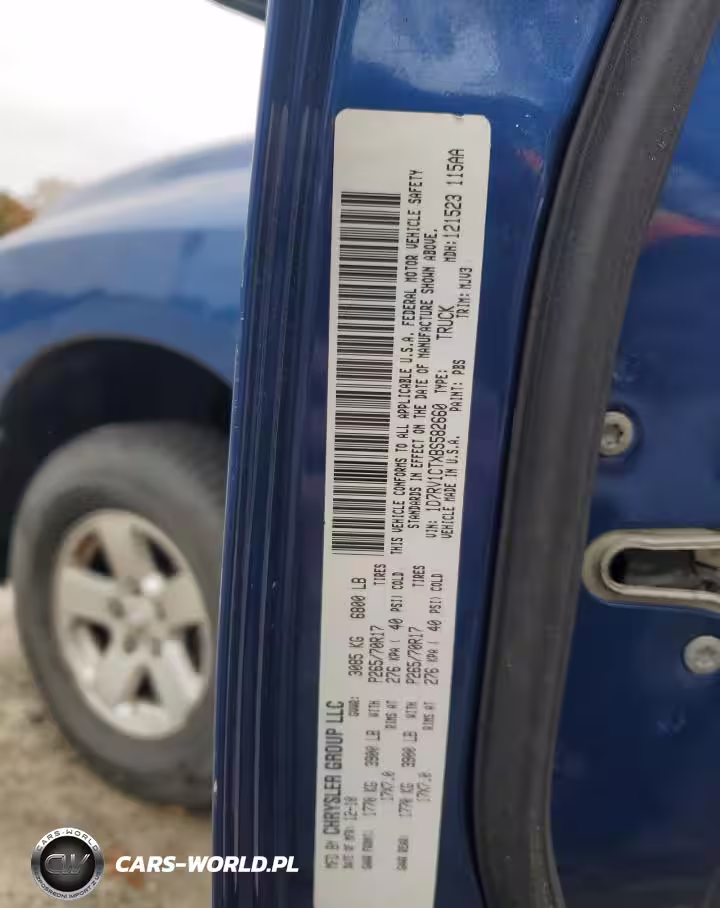 MFD BY CHRYSLER GROUP LLC
DATE OF MFR: 12-10 GVWR: 3085 KG 6800 LB
GAWR FRONT: 1770 KG 3900 LB WITH P265/70R17 TIRES
17X7.0 RIMS AT 276 KPA ( 40 PSI) COLD
GAWR REAR: 1770 KG 3900 LB WITH P265/70R17 TIRES
17X7.0 RIMS AT 276 KPA ( 40 PSI) COLD
THIS VEHICLE CONFORMS TO ALL APPLICABLE U.S.A. FEDERAL MOTOR VEHICLE SAFETY
STANDARDS IN EFFECT ON THE DATE OF MANUFACTURE SHOWN ABOVE.
VIN: 1D7RV1CTXBS582660 TYPE: TRUCK MDH: 121523 115AA
VEHICLE MADE IN U.S.A. PAINT: PBS TRIM: MJV3
CARS-WORLD
CW
CARS-WORLD.PL